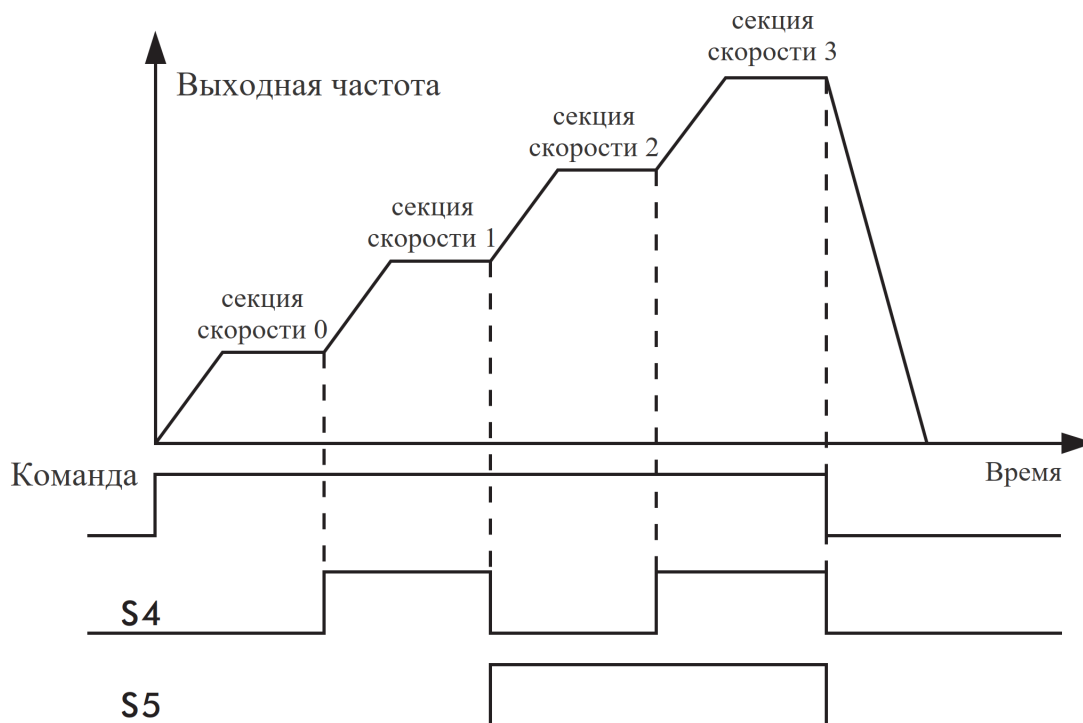 секция
скорости 3
Выходная частота
секция
скорости 2
секция
скорости 1
секция
скорости 0
Команда
Время
S4
S5